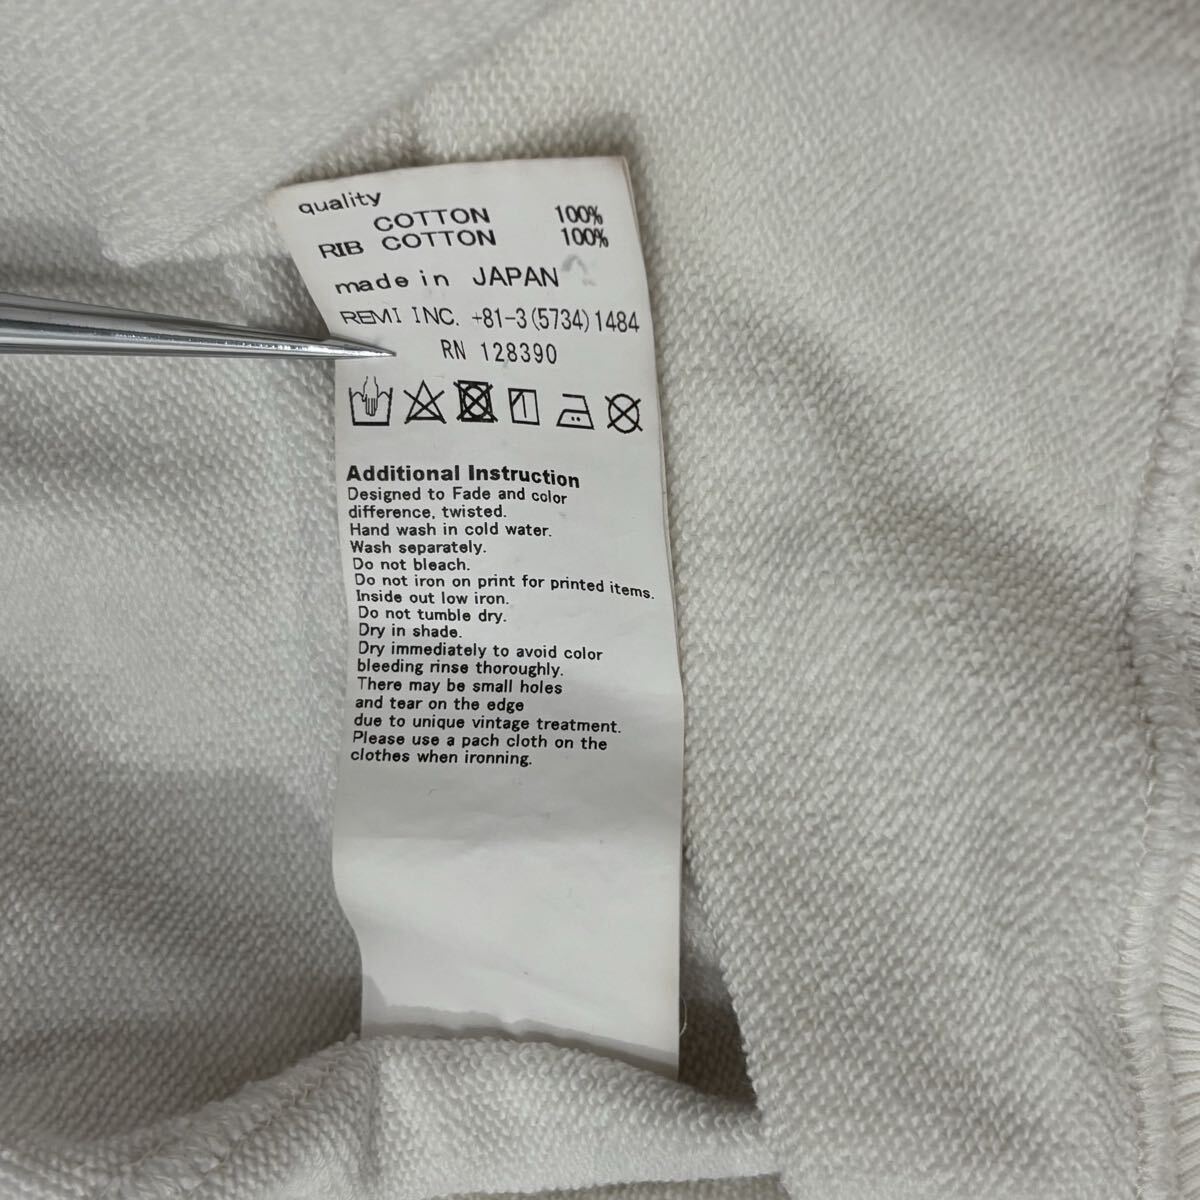 quality
COTTON 100%
RIB COTTON 100%
made in JAPAN
REMI INC. +81-3(5734)1484
RN 128390
Additional Instruction
Designed to Fade and color
difference, twisted.
Hand wash in cold water.
Wash separately.
Do not bleach.
Do not iron on print for printed items.
Inside out low iron.
Do not tumble dry.
Dry in shade.
Dry immediately to avoid color
bleeding rinse thoroughly.
There may be small holes
and tear on the edge
due to unique vintage treatment.
Please use a pach cloth on the
clothes when ironning.